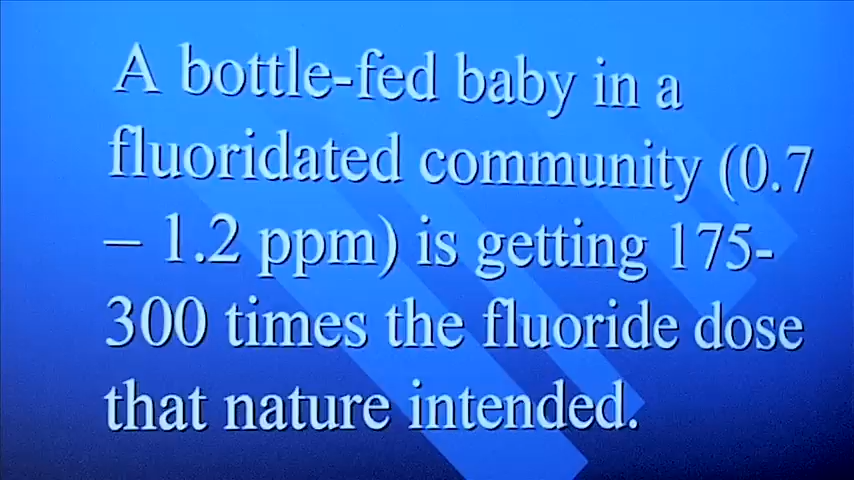 A bottle-fed baby in a
fluoridated community (0.7
– 1.2 ppm) is getting 175-
300 times the fluoride dose
that nature intended.